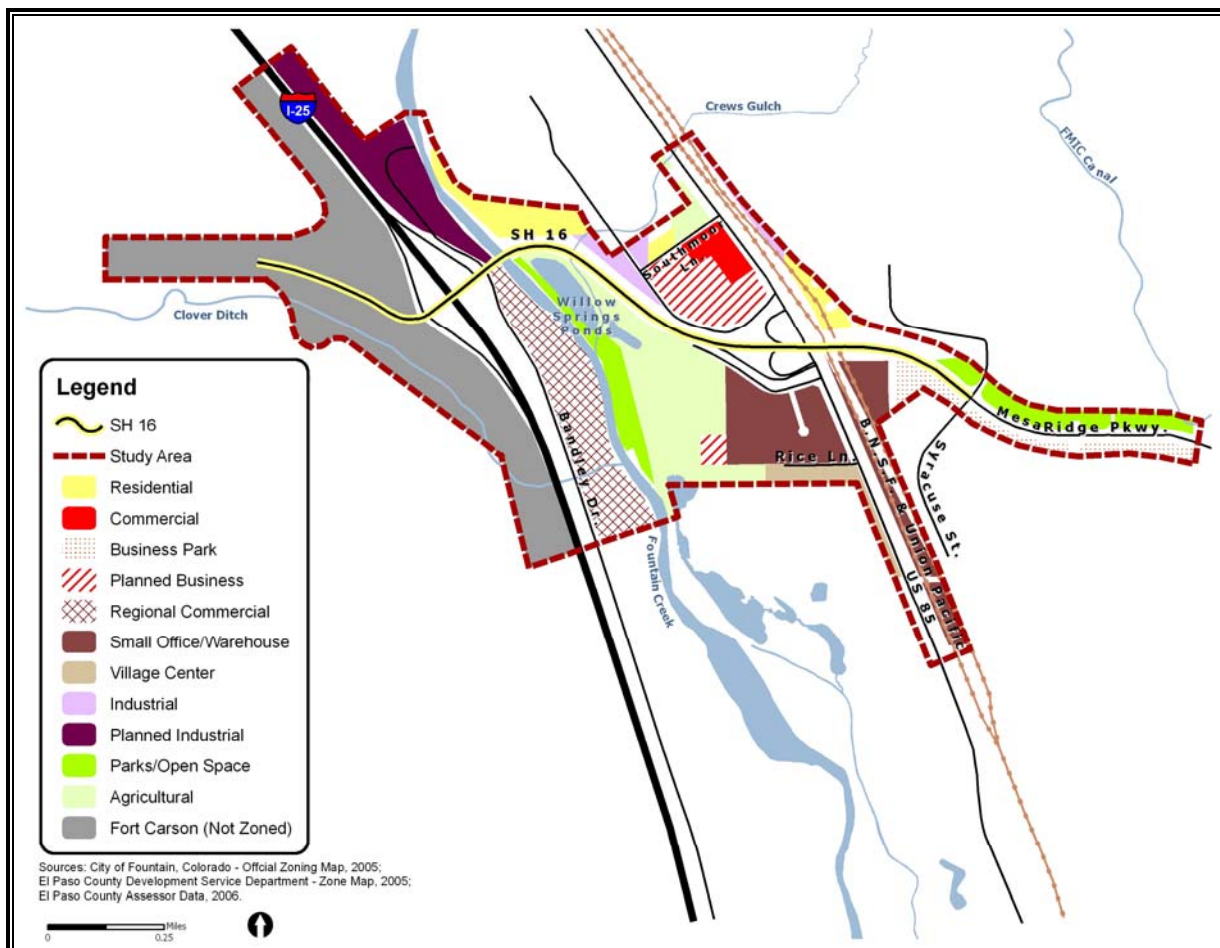 I-25
Crews Gulch
FMIC Canal
SH 16
Southmoor
Ln.
Clover Ditch
Willow
Springs
Ponds
MesaRidge Pkwy.
Bandley Dr.
Rice Ln.
B.N.S.F. & Union Pacific
Syracuse St.
US 85
Fountain Creek
Legend
SH 16
Study Area
Residential
Commercial
Business Park
Planned Business
Regional Commercial
Small Office/Warehouse
Village Center
Industrial
Planned Industrial
Parks/Open Space
Agricultural
Fort Carson (Not Zoned)
Sources: City of Fountain, Colorado - Offcial Zoning Map, 2005;
El Paso County Development Service Department - Zone Map, 2005;
El Paso County Assessor Data, 2006.
Miles
0 0.25